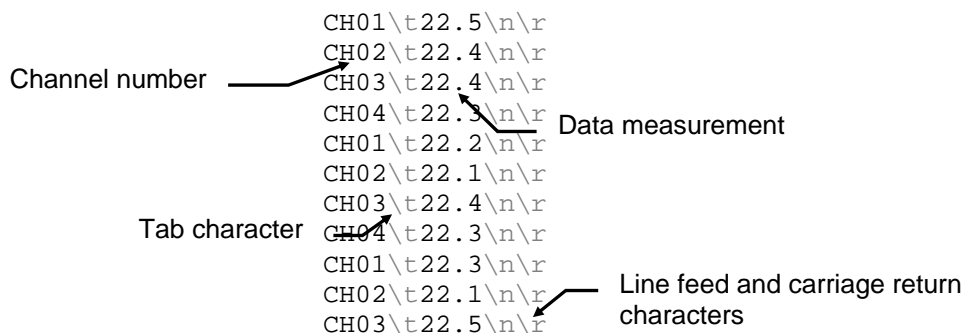 CH01\t22.5\n\r
CH02\t22.4\n\r
Channel number
CH03\t22.4\n\r
CH04\t22.3\n\r
Data measurement
CH01\t22.2\n\r
CH02\t22.1\n\r
CH03\t22.4\n\r
Tab character
CH04\t22.3\n\r
CH01\t22.3\n\r
CH02\t22.1\n\r
Line feed and carriage return
characters
CH03\t22.5\n\r